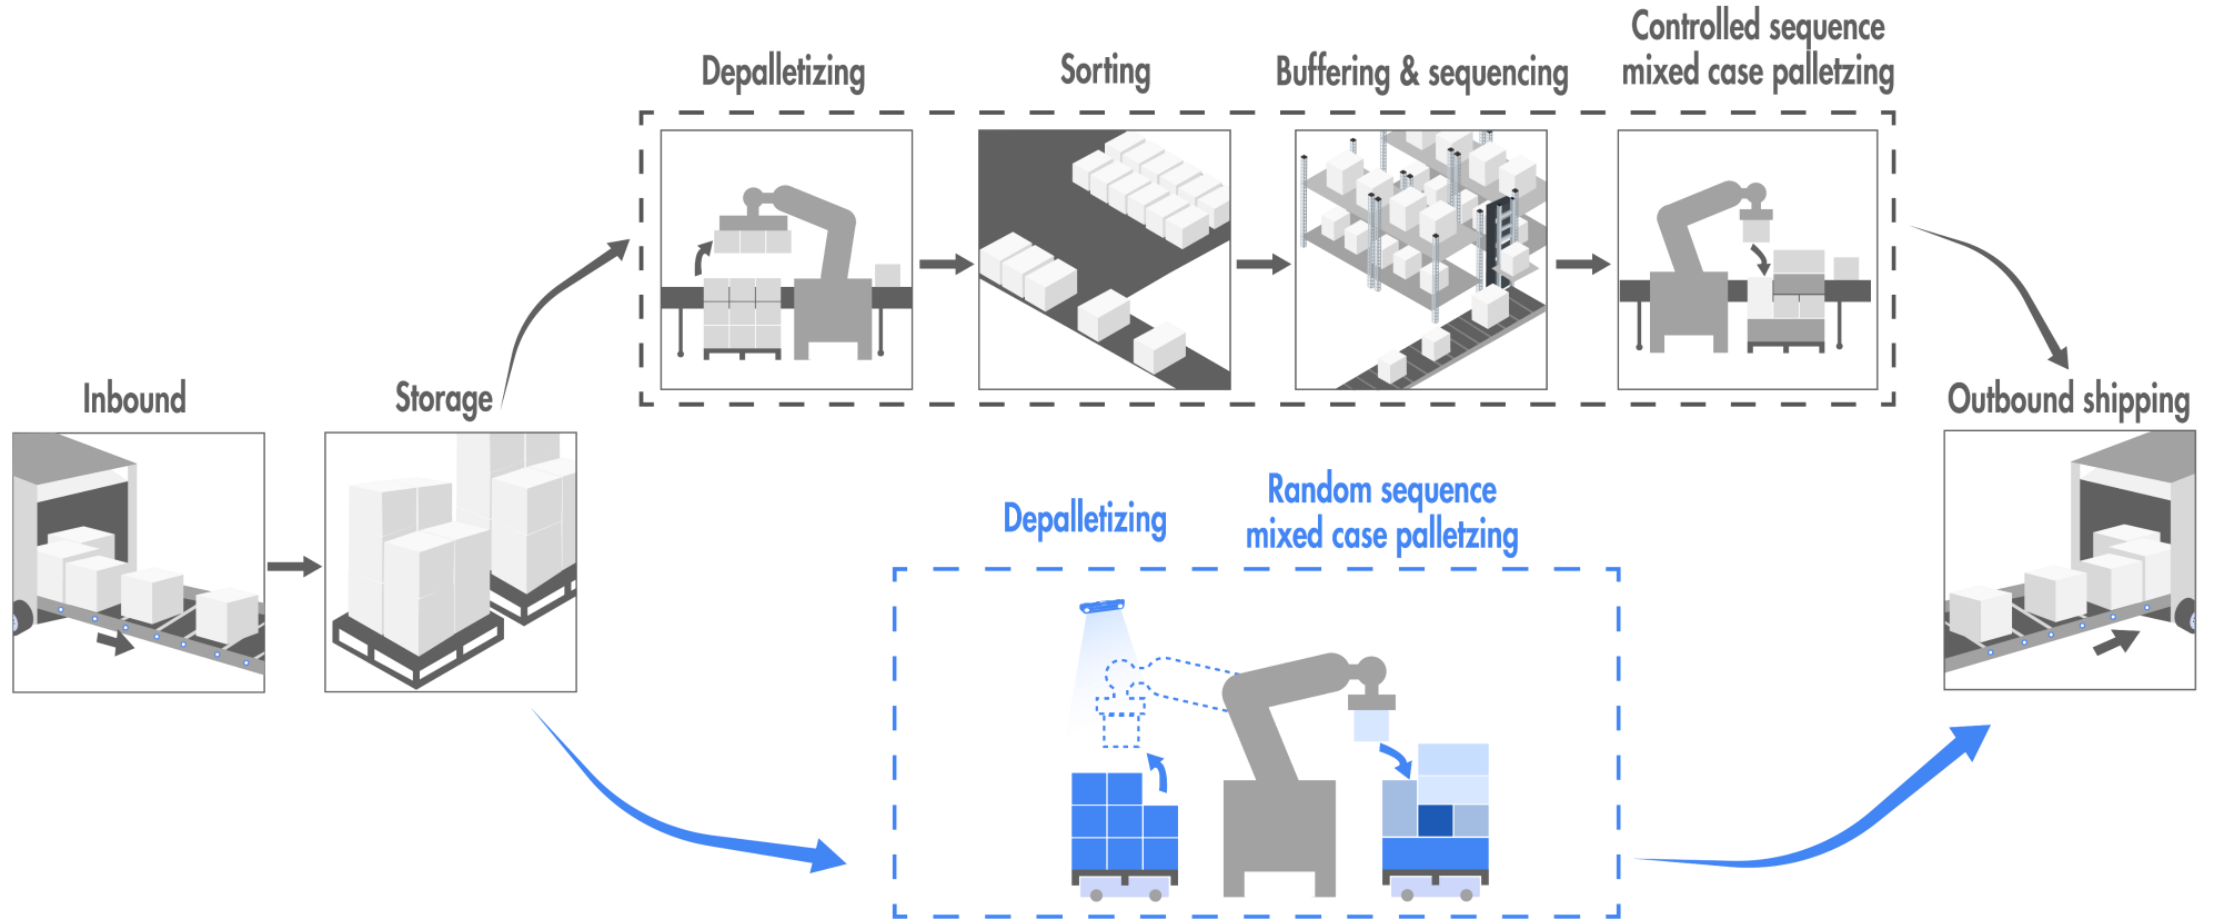 Controlled sequence
mixed case palletzing
Depalletizing
Sorting
Buffering & sequencing
Inbound
Storage
Outbound shipping
Depalletizing
Random sequence
mixed case palletzing